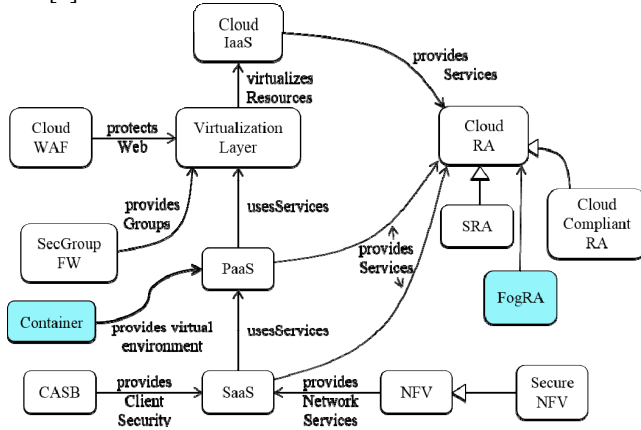 Cloud
IaaS
provides
Services
virtualizes
Resources
Cloud
WAF
protects
Web
Virtualization
Layer
Cloud
RA
provides
Groups
usesServices
SecGroup
FW
PaaS
provides
Services
SRA
Cloud
Compliant
RA
Container
provides virtual
environment
usesServices
FogRA
CASB
provides
Client
Security
SaaS
provides
Network
Services
NFV
Secure
NFV